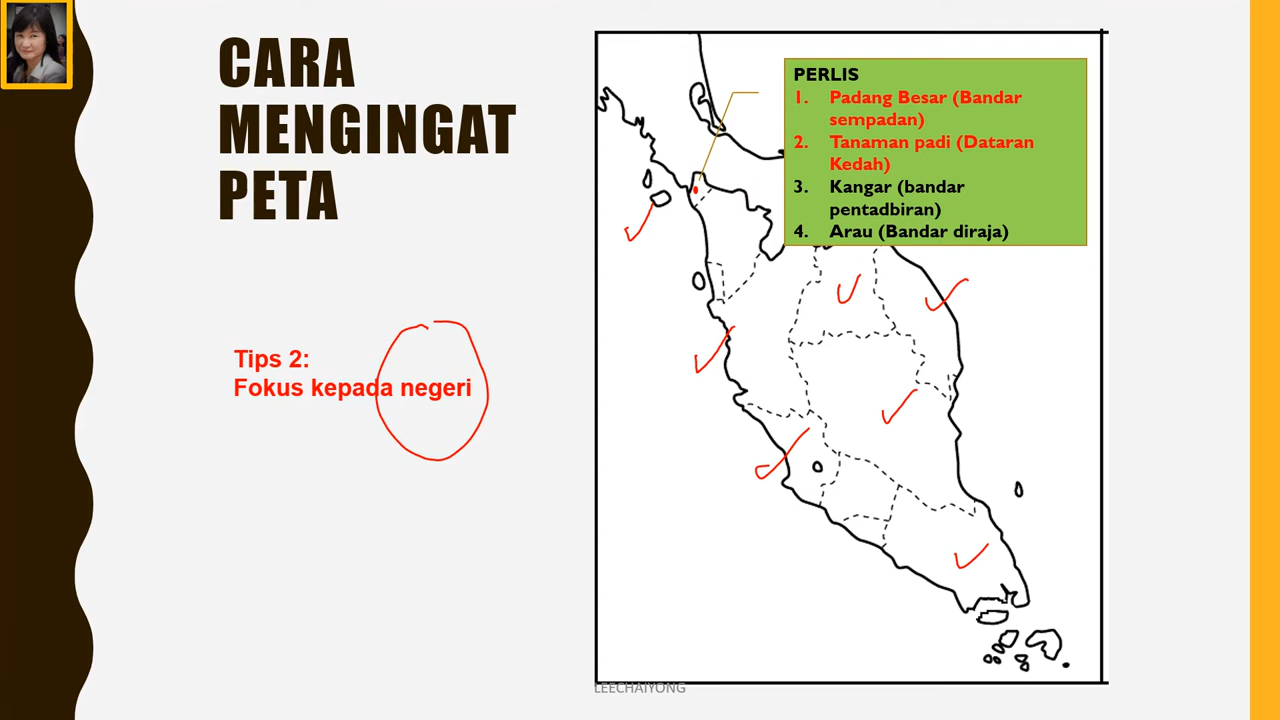 CARA
MENGINGAT
PETA
Tips 2:
Fokus kepada negeri
PERLIS
1. Padang Besar (Bandar
sempadan)
2. Tanaman padi (Dataran
Kedah)
3. Kangar (bandar
pentadbiran)
4. Arau (Bandar diraja)
LEECHAIYONG